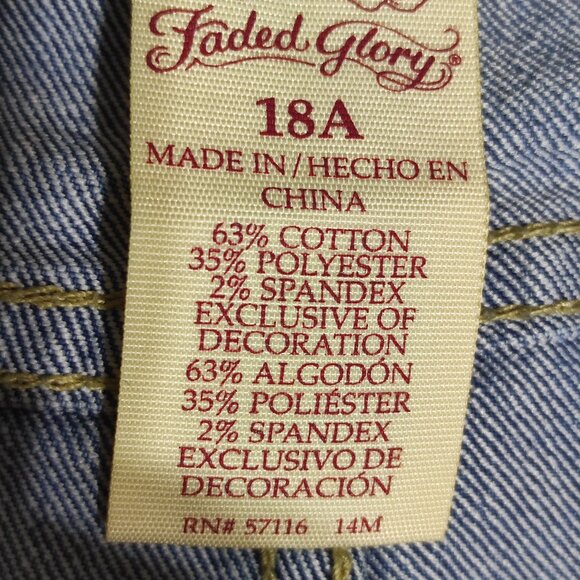 Faded Glory®
18A
MADE IN/HECHO EN
CHINA
63% COTTON
35% POLYESTER
2% SPANDEX
EXCLUSIVE OF
DECORATION
63% ALGODÓN
35% POLIÉSTER
2% SPANDEX
EXCLUSIVO DE
DECORACIÓN
RN# 57116 14M